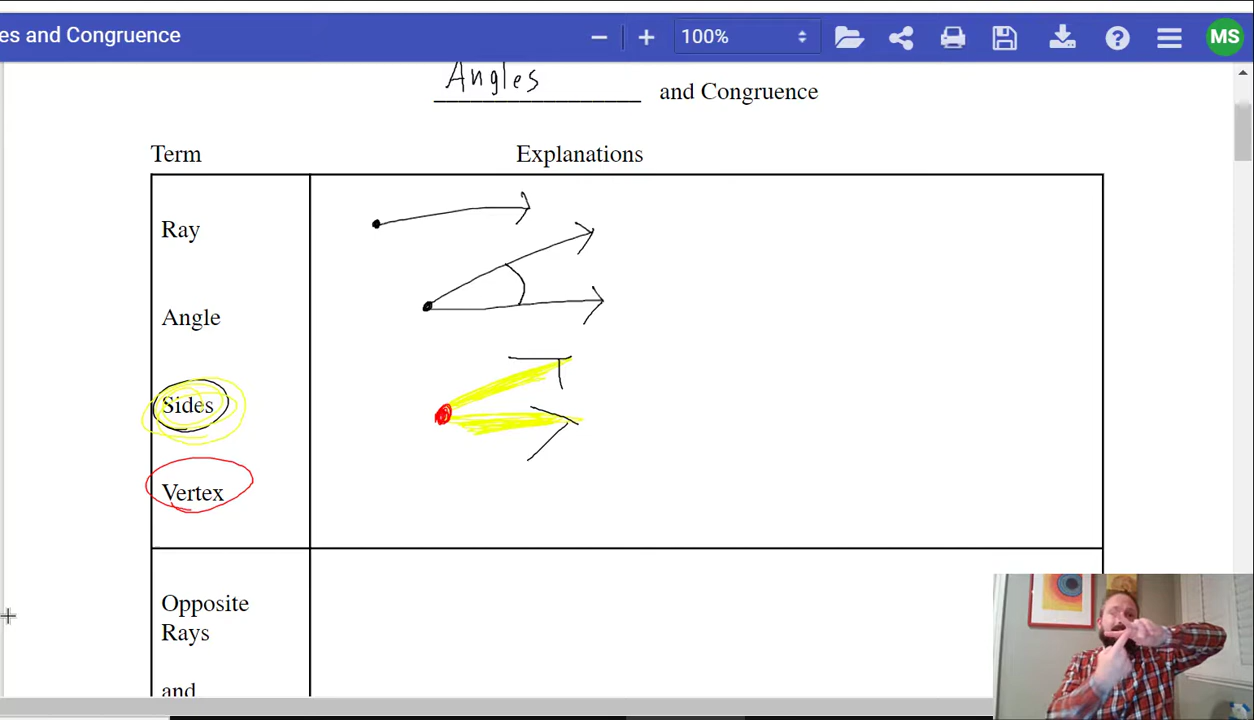 es and Congruence
100%
MS
Angles and Congruence
Term Explanations
Ray
Angle
Sides
Vertex
Opposite
Rays
and